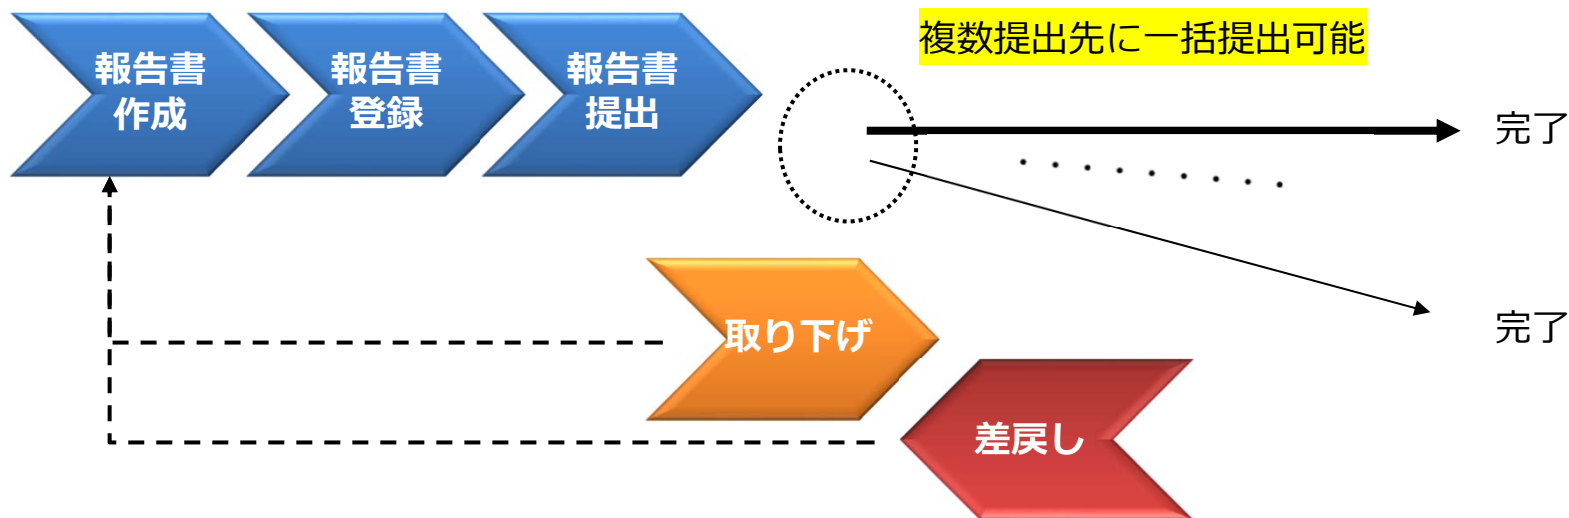 複数提出先に一括提出可能
報告書
作成
報告書
登録
報告書
提出
完了
完了
取り下げ
差戻し